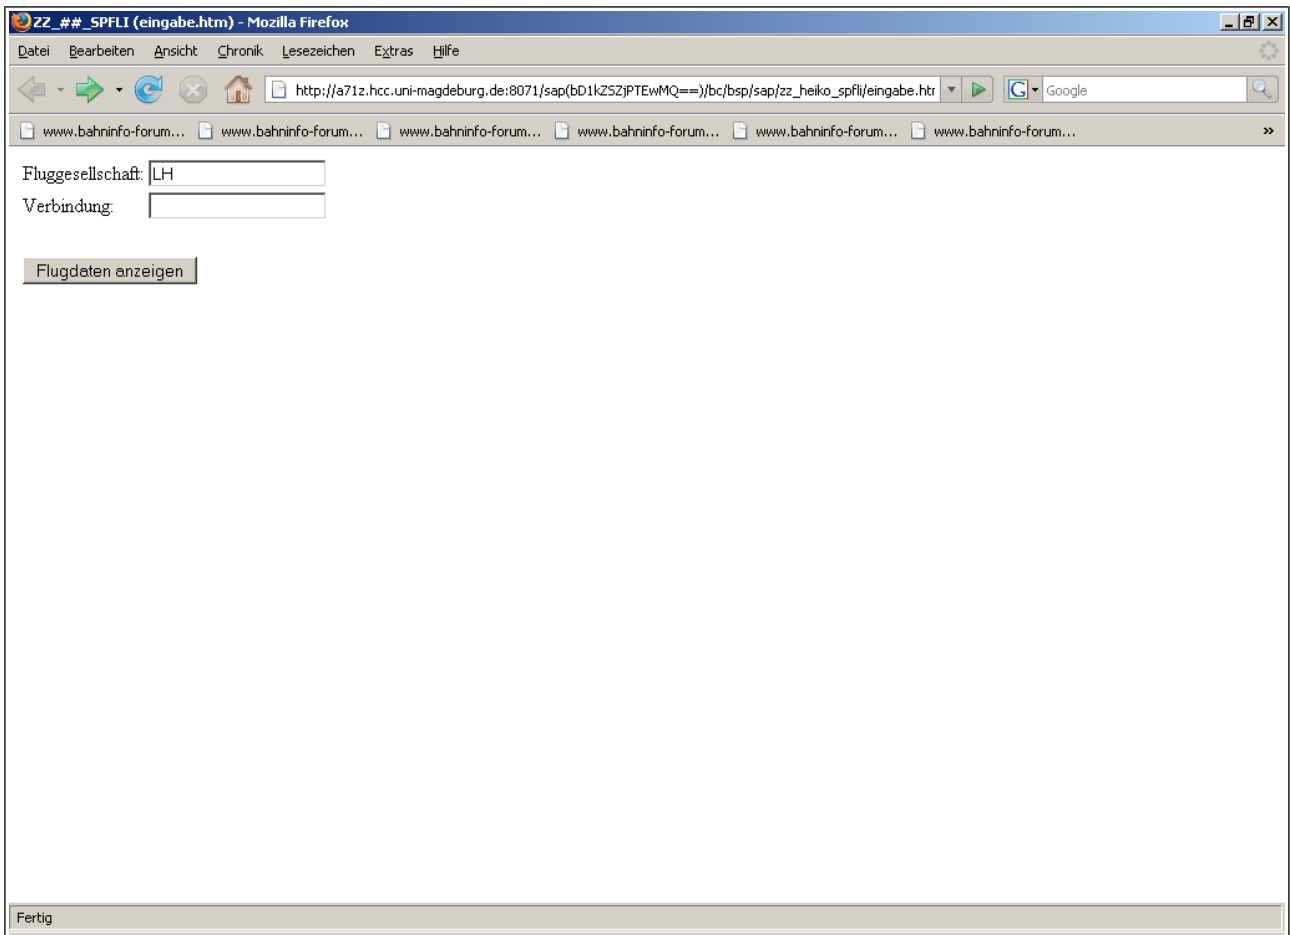 ZZ_##_SPFLI (eingabe.htm) - Mozilla Firefox
Datei Bearbeiten Ansicht Chronik Lesezeichen Extras Hilfe
http://a71z.hcc.uni-magdeburg.de:8071/sap(bD1kZSZjPTEwMQ==)/bc/bsp/sap/zz_heiko_spfli/eingabe.htr G Google
www.bahninfo-forum... www.bahninfo-forum... www.bahninfo-forum... www.bahninfo-forum... www.bahninfo-forum... www.bahninfo-forum... »
Fluggesellschaft: LH
Verbindung:
Flugdaten anzeigen
Fertig